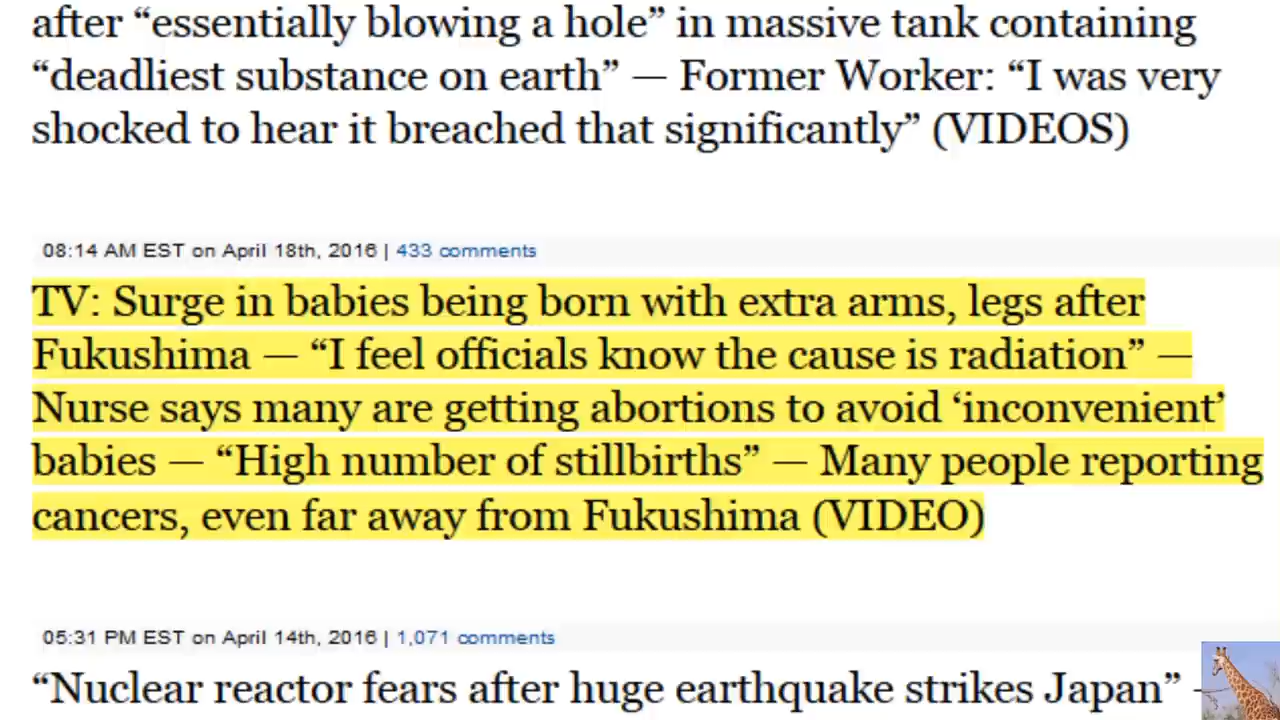 after “essentially blowing a hole” in massive tank containing
“deadliest substance on earth” — Former Worker: “I was very
shocked to hear it breached that significantly” (VIDEOS)
08:14 AM EST on April 18th, 2016 | 433 comments
TV: Surge in babies being born with extra arms, legs after
Fukushima — “I feel officials know the cause is radiation” —
Nurse says many are getting abortions to avoid ‘inconvenient’
babies — “High number of stillbirths” — Many people reporting
cancers, even far away from Fukushima (VIDEO)
05:31 PM EST on April 14th, 2016 | 1,071 comments
“Nuclear reactor fears after huge earthquake strikes Japan” —